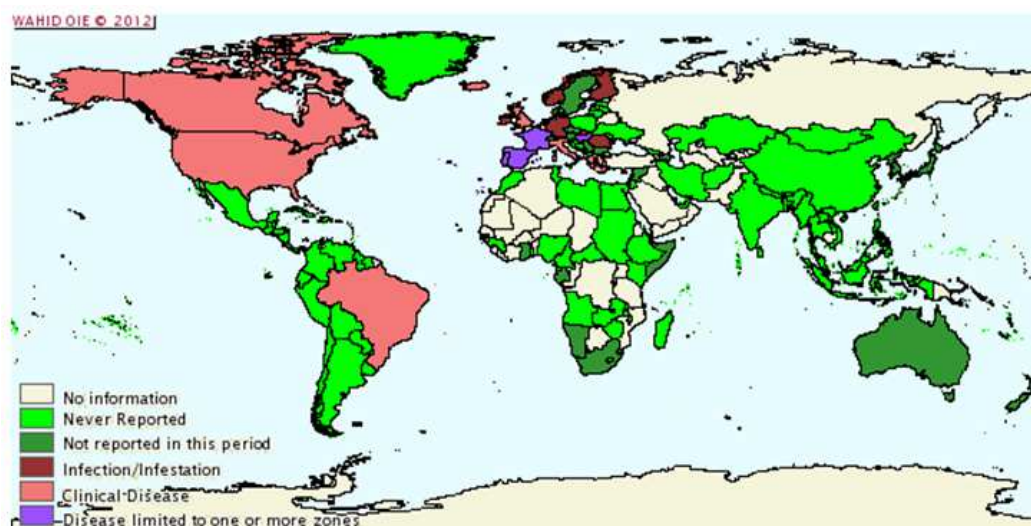 WAHID OIE © 2012
No information
Never Reported
Not reported in this period
Infection/Infestation
Clinical Disease
Disease limited to one or more zones